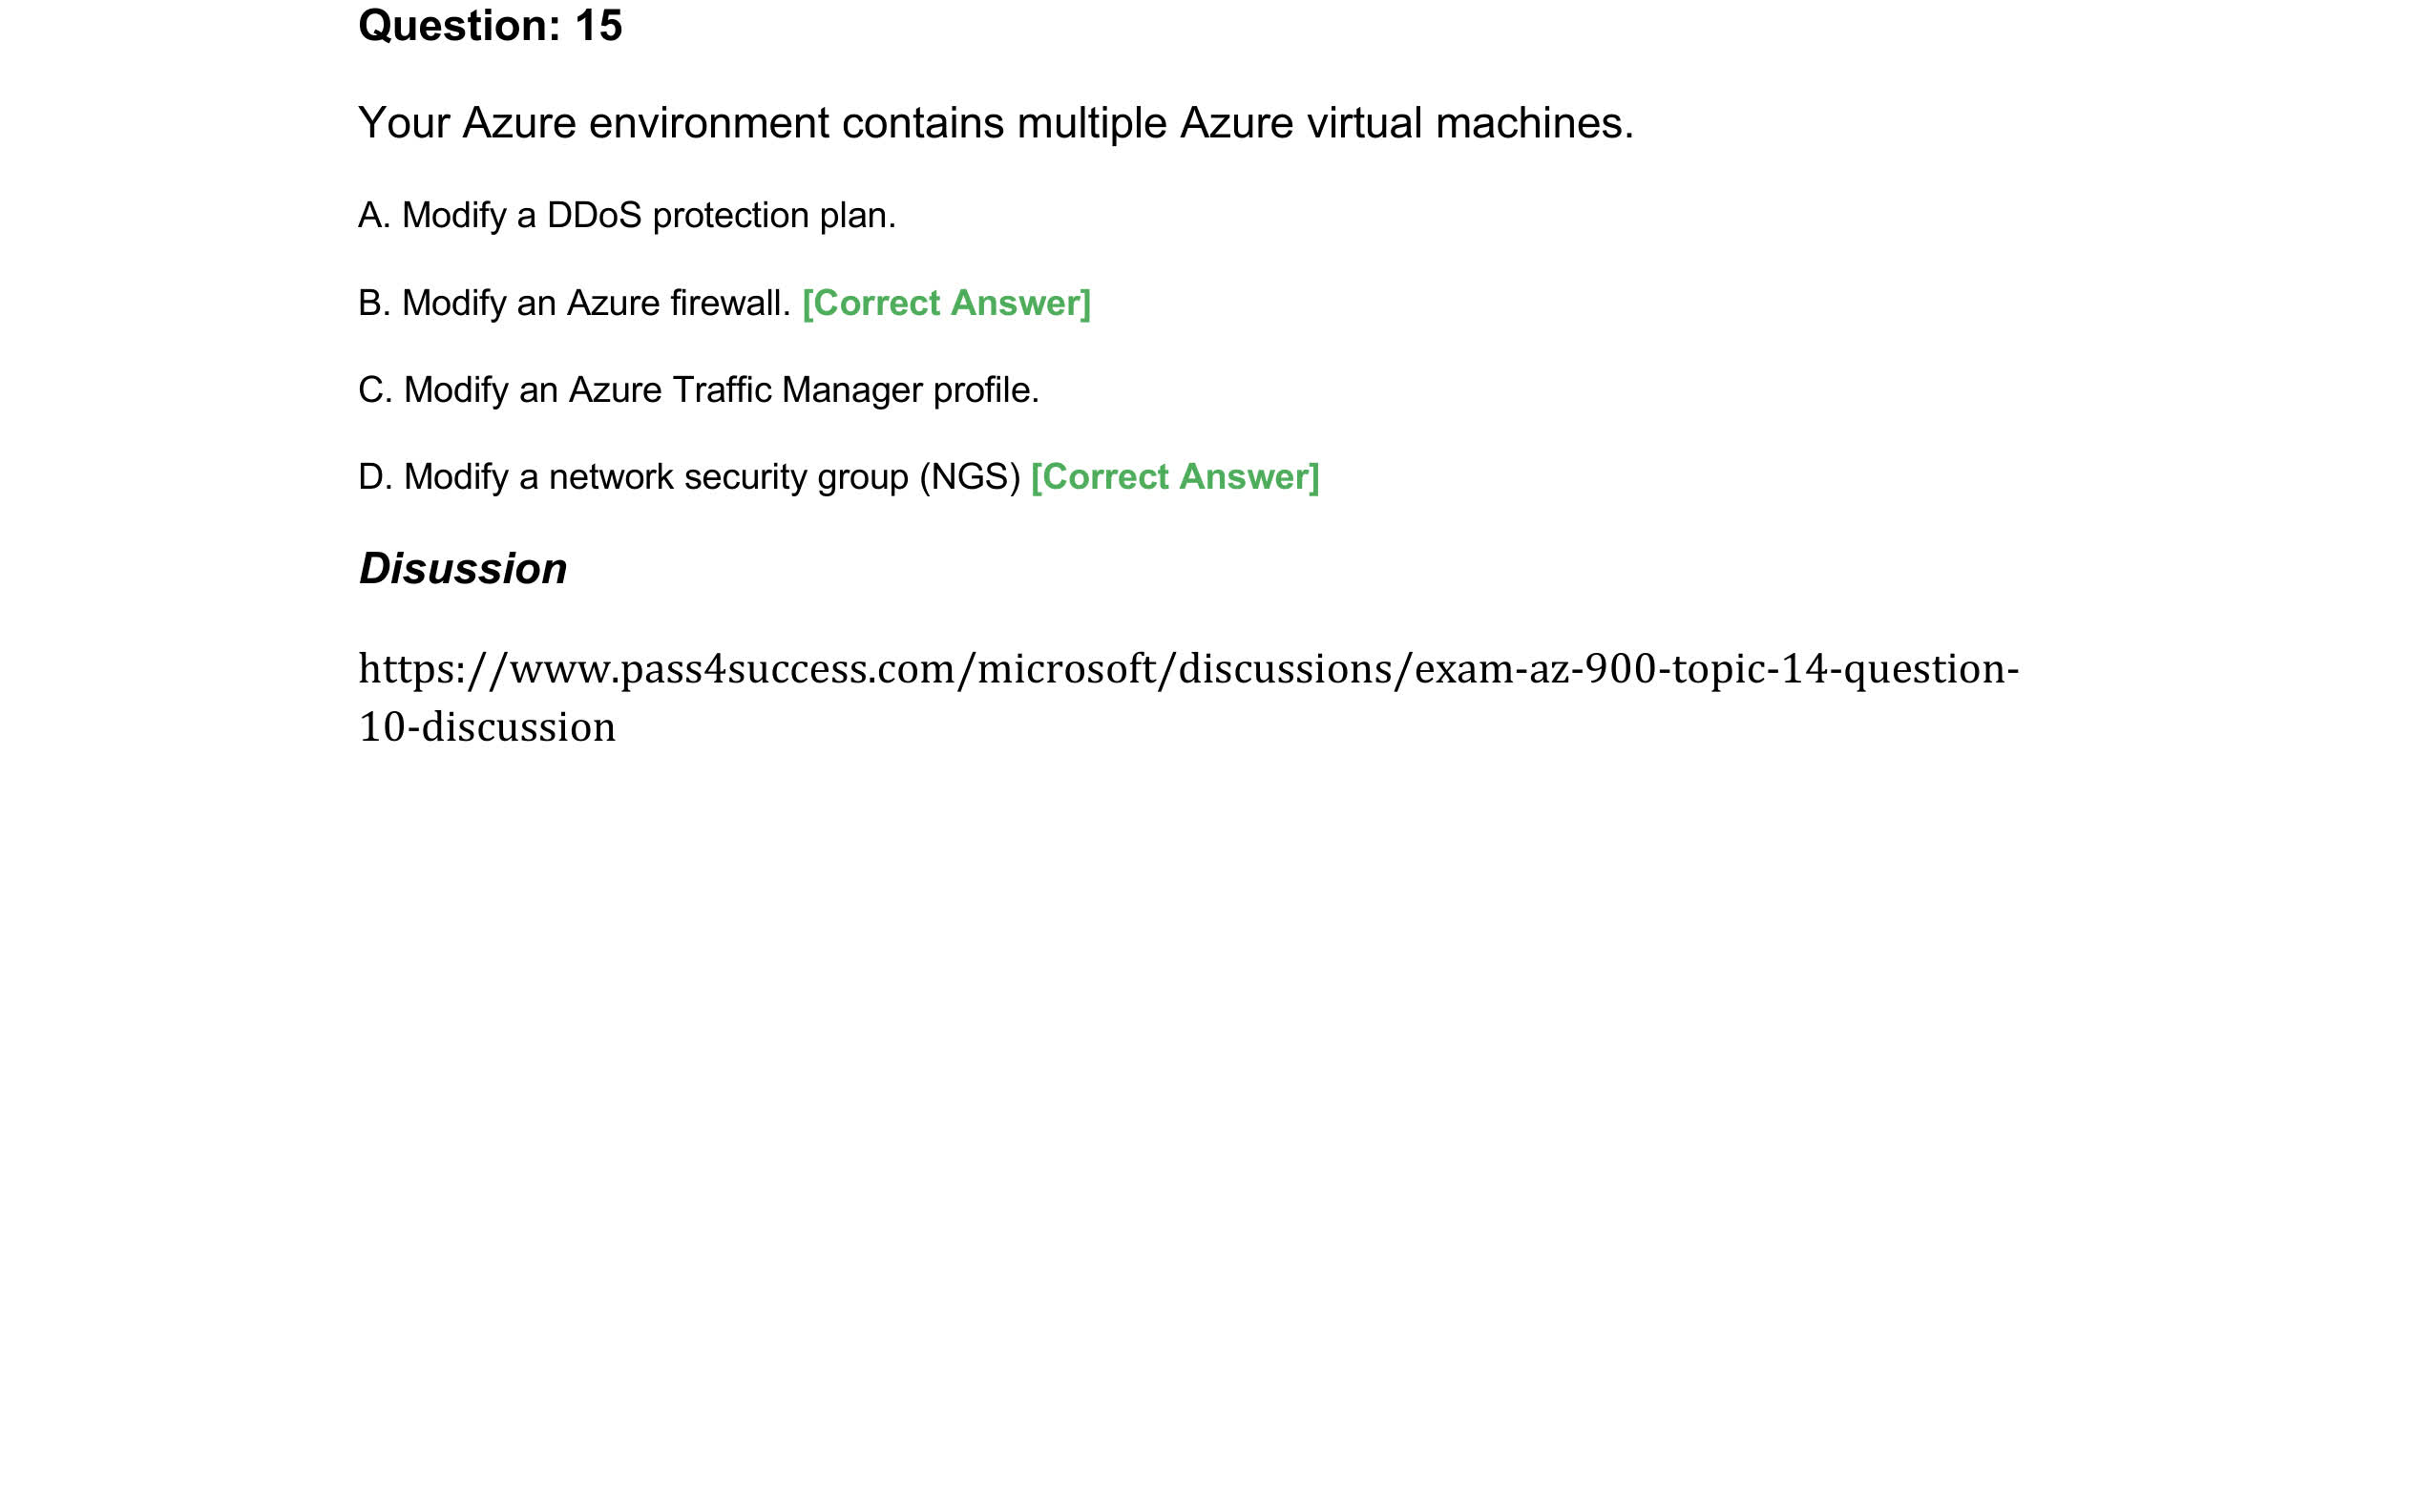 Question: 15
Your Azure environment contains multiple Azure virtual machines.
A. Modify a DDoS protection plan.
B. Modify an Azure firewall. [Correct Answer]
C. Modify an Azure Traffic Manager profile.
D. Modify a network security group (NGS) [Correct Answer]
Disussion
https://www.pass4success.com/microsoft/discussions/exam-az-900-topic-14-question-
10-discussion